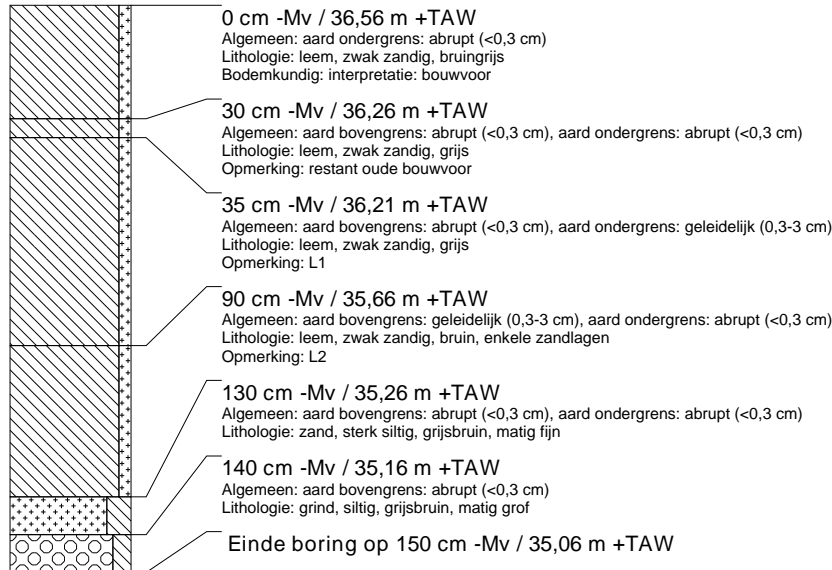 0 cm -Mv / 36,56 m +TAW
Algemeen: aard ondergrens: abrupt (<0,3 cm)
Lithologie: leem, zwak zandig, bruingrijs
Bodemkundig: interpretatie: bouwvoor
30 cm -Mv / 36,26 m +TAW
Algemeen: aard bovengrens: abrupt (<0,3 cm), aard ondergrens: abrupt (<0,3 cm)
Lithologie: leem, zwak zandig, grijs
Opmerking: restant oude bouwvoor
35 cm -Mv / 36,21 m +TAW
Algemeen: aard bovengrens: abrupt (<0,3 cm), aard ondergrens: geleidelijk (0,3-3 cm)
Lithologie: leem, zwak zandig, grijs
Opmerking: L1
90 cm -Mv / 35,66 m +TAW
Algemeen: aard bovengrens: geleidelijk (0,3-3 cm), aard ondergrens: abrupt (<0,3 cm)
Lithologie: leem, zwak zandig, bruin, enkele zandlagen
Opmerking: L2
130 cm -Mv / 35,26 m +TAW
Algemeen: aard bovengrens: abrupt (<0,3 cm), aard ondergrens: abrupt (<0,3 cm)
Lithologie: zand, sterk siltig, grijsbruin, matig fijn
140 cm -Mv / 35,16 m +TAW
Algemeen: aard bovengrens: abrupt (<0,3 cm)
Lithologie: grind, siltig, grijsbruin, matig grof
Einde boring op 150 cm -Mv / 35,06 m +TAW